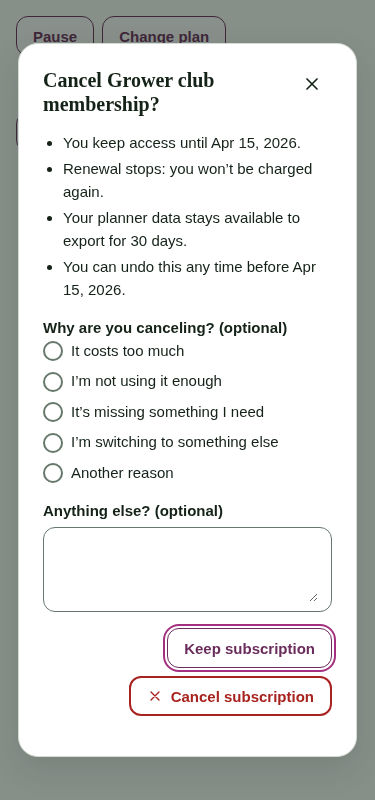 Pause
Change plan
Cancel Grower club
membership?
You keep access until Apr 15, 2026.
Renewal stops: you won’t be charged
again.
Your planner data stays available to
export for 30 days.
You can undo this any time before Apr
15, 2026.
Why are you canceling? (optional)
It costs too much
I’m not using it enough
It’s missing something I need
I’m switching to something else
Another reason
Anything else? (optional)
Keep subscription
Cancel subscription